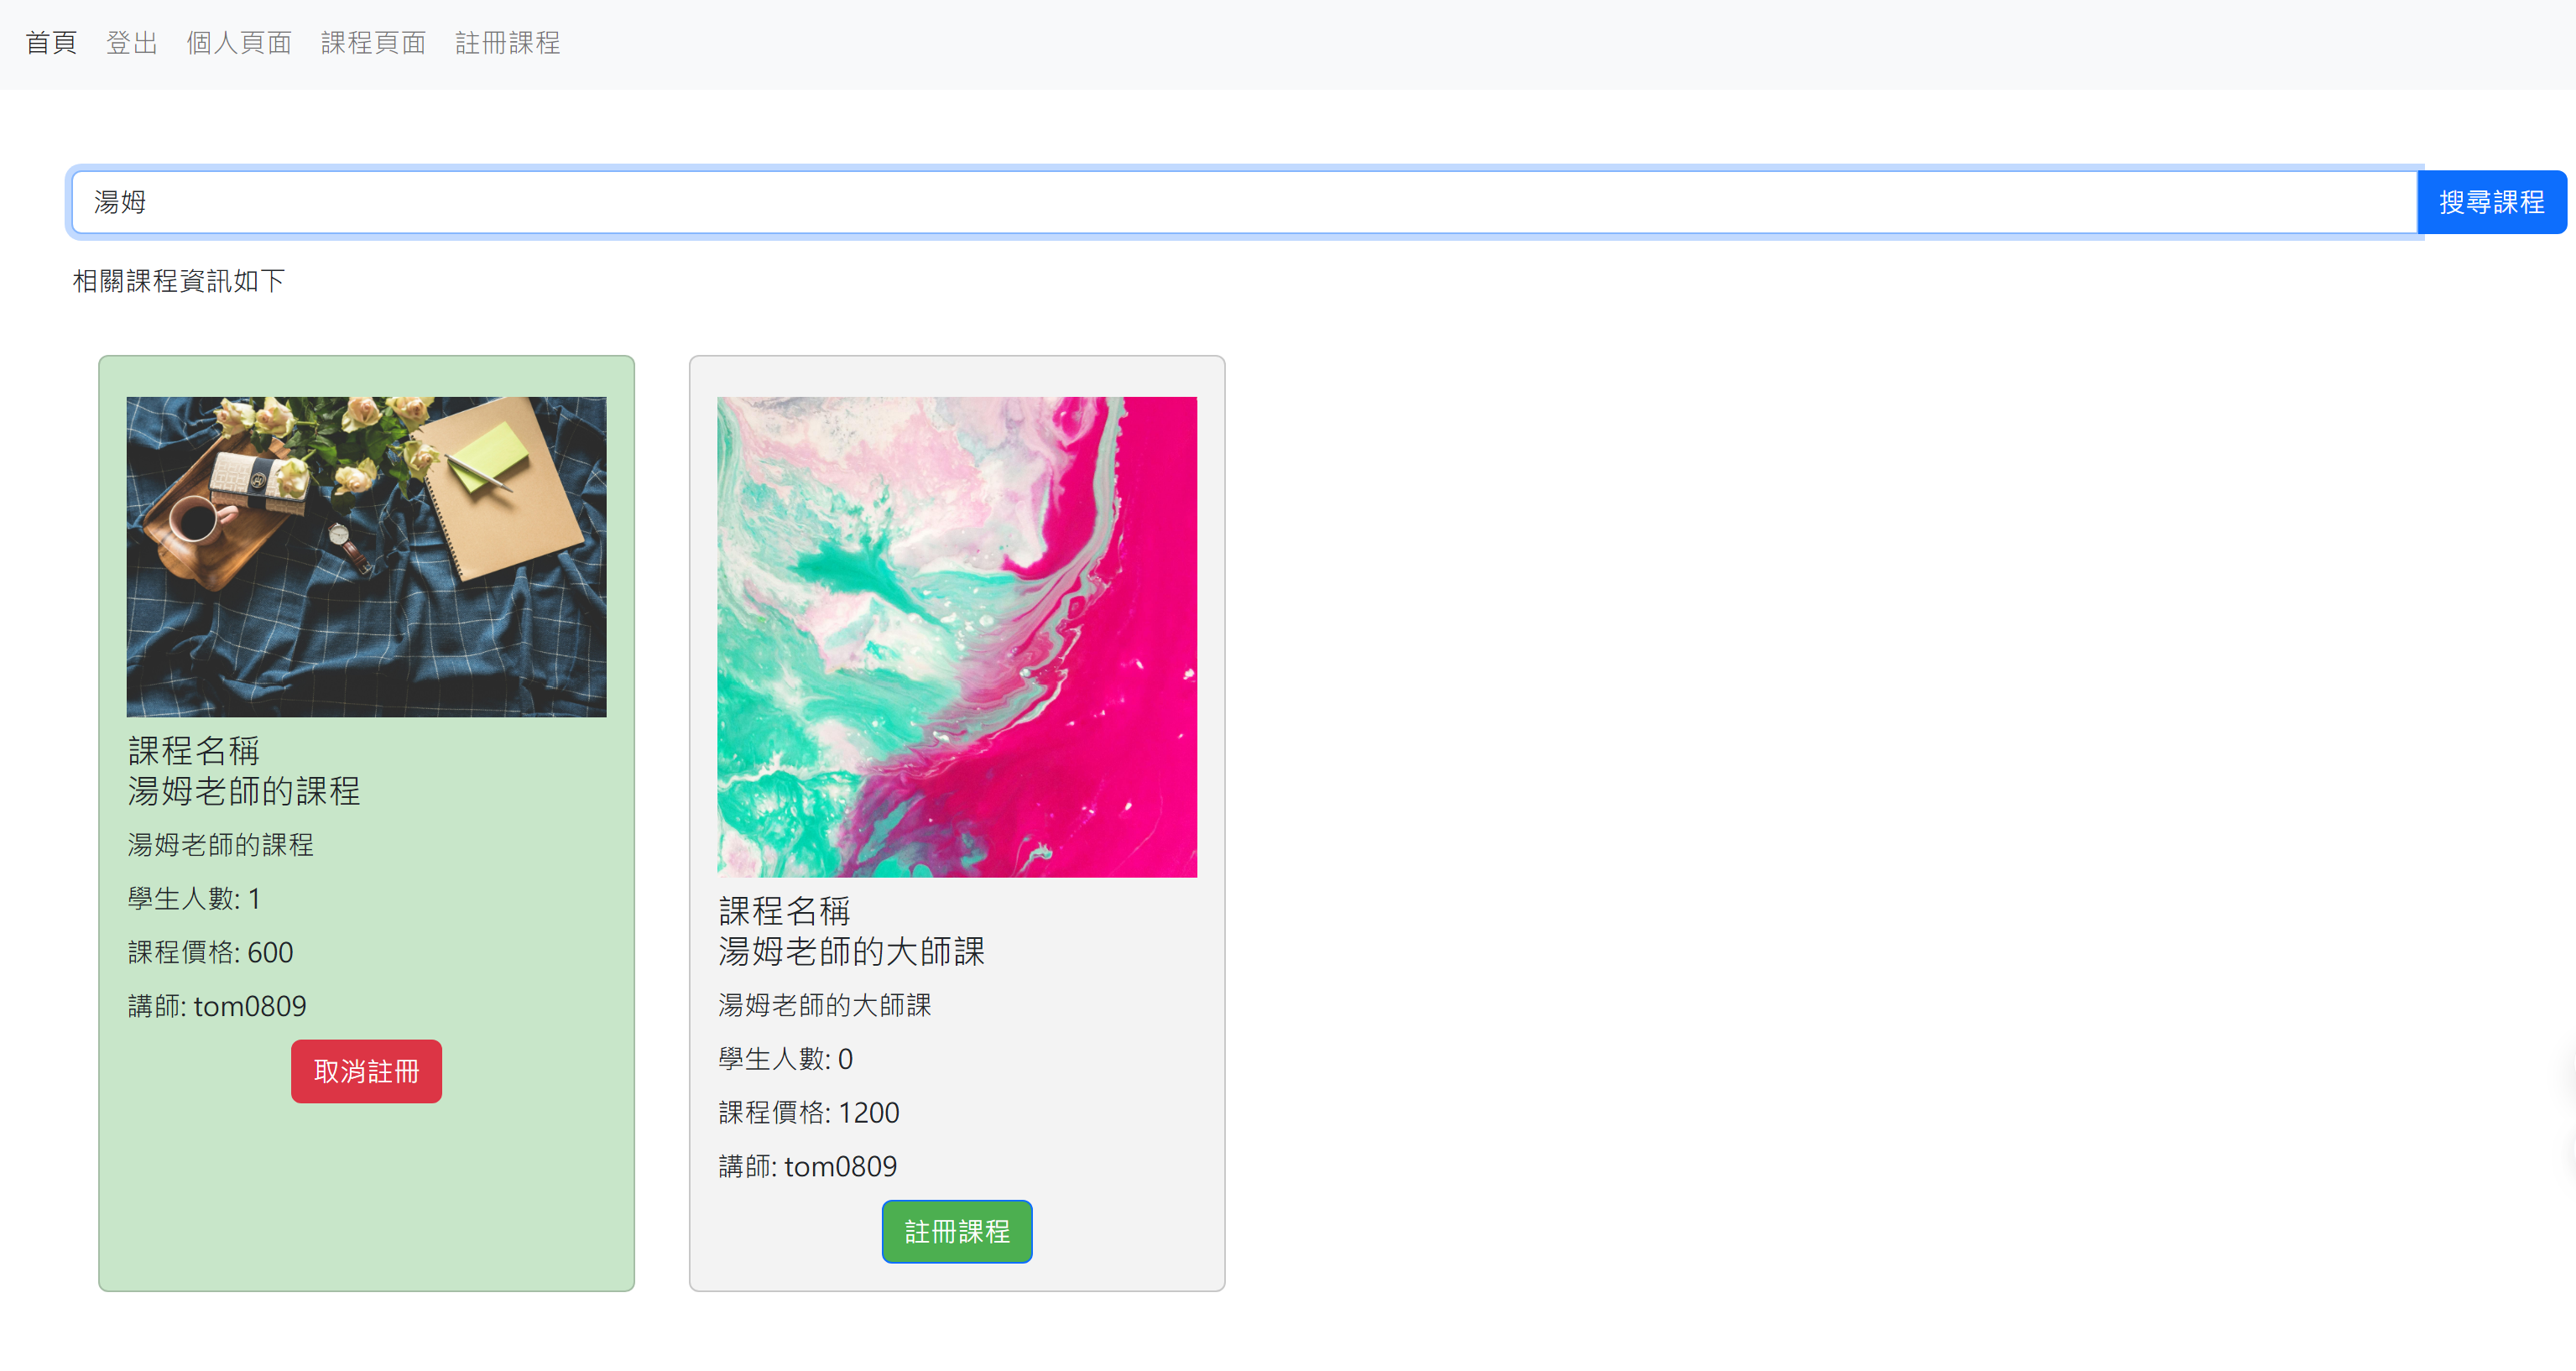 首頁 登出 個人頁面 課程頁面 註冊課程
湯姆
搜尋課程
相關課程資訊如下
課程名稱
湯姆老師的課程
湯姆老師的課程
學生人數: 1
課程價格: 600
講師: tom0809
取消註冊
課程名稱
湯姆老師的大師課
湯姆老師的大師課
學生人數: 0
課程價格: 1200
講師: tom0809
註冊課程